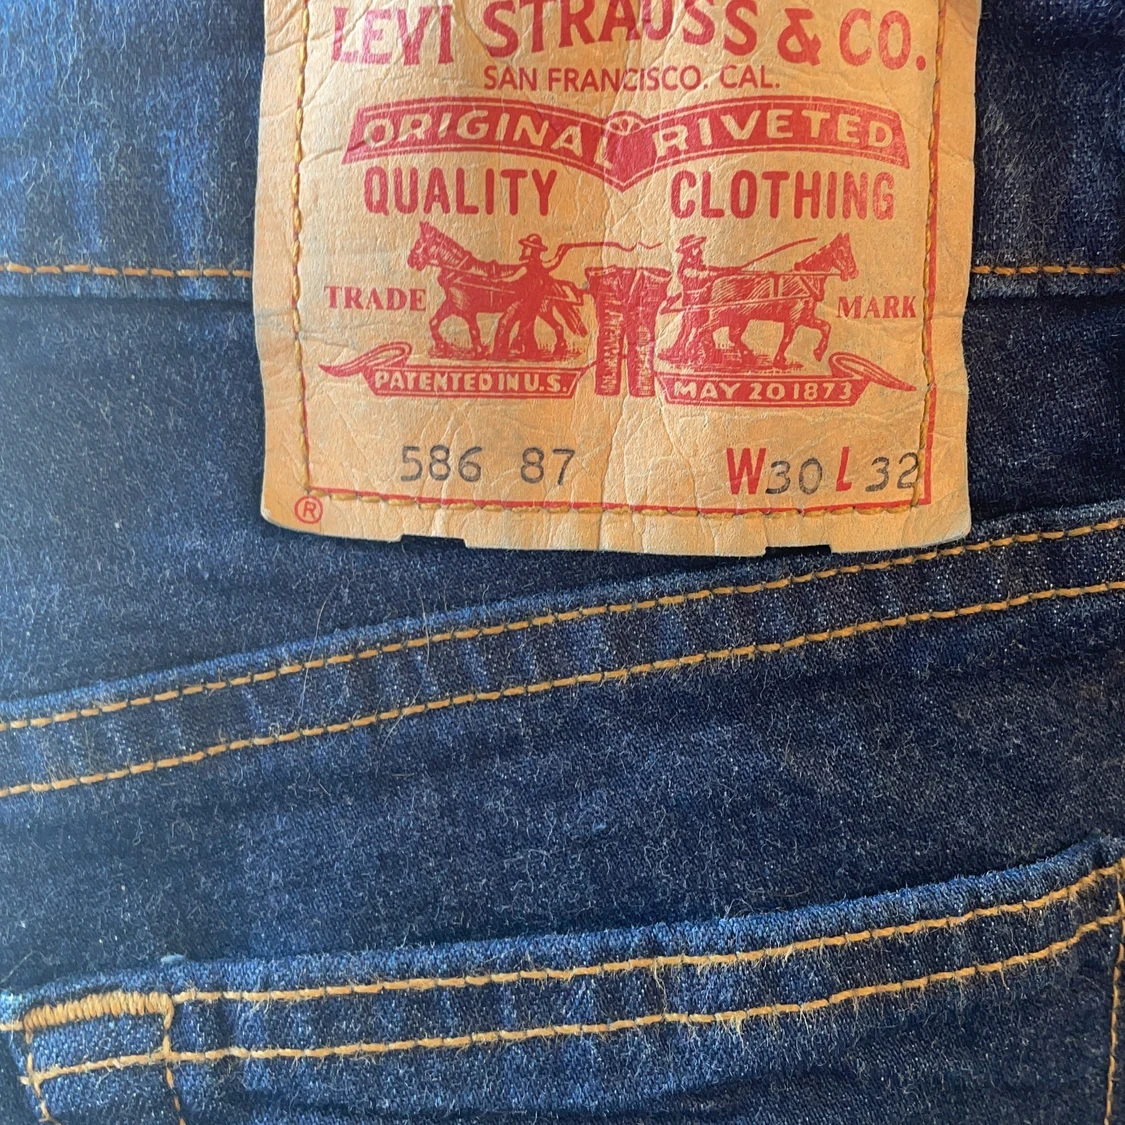 LEVI STRAUSS & CO.
SAN FRANCISCO. CAL.
ORIGINAL RIVETED
QUALITY CLOTHING
TRADE MARK
PATENTED IN U.S. MAY 20 1873
586 87 W30 L 32
®